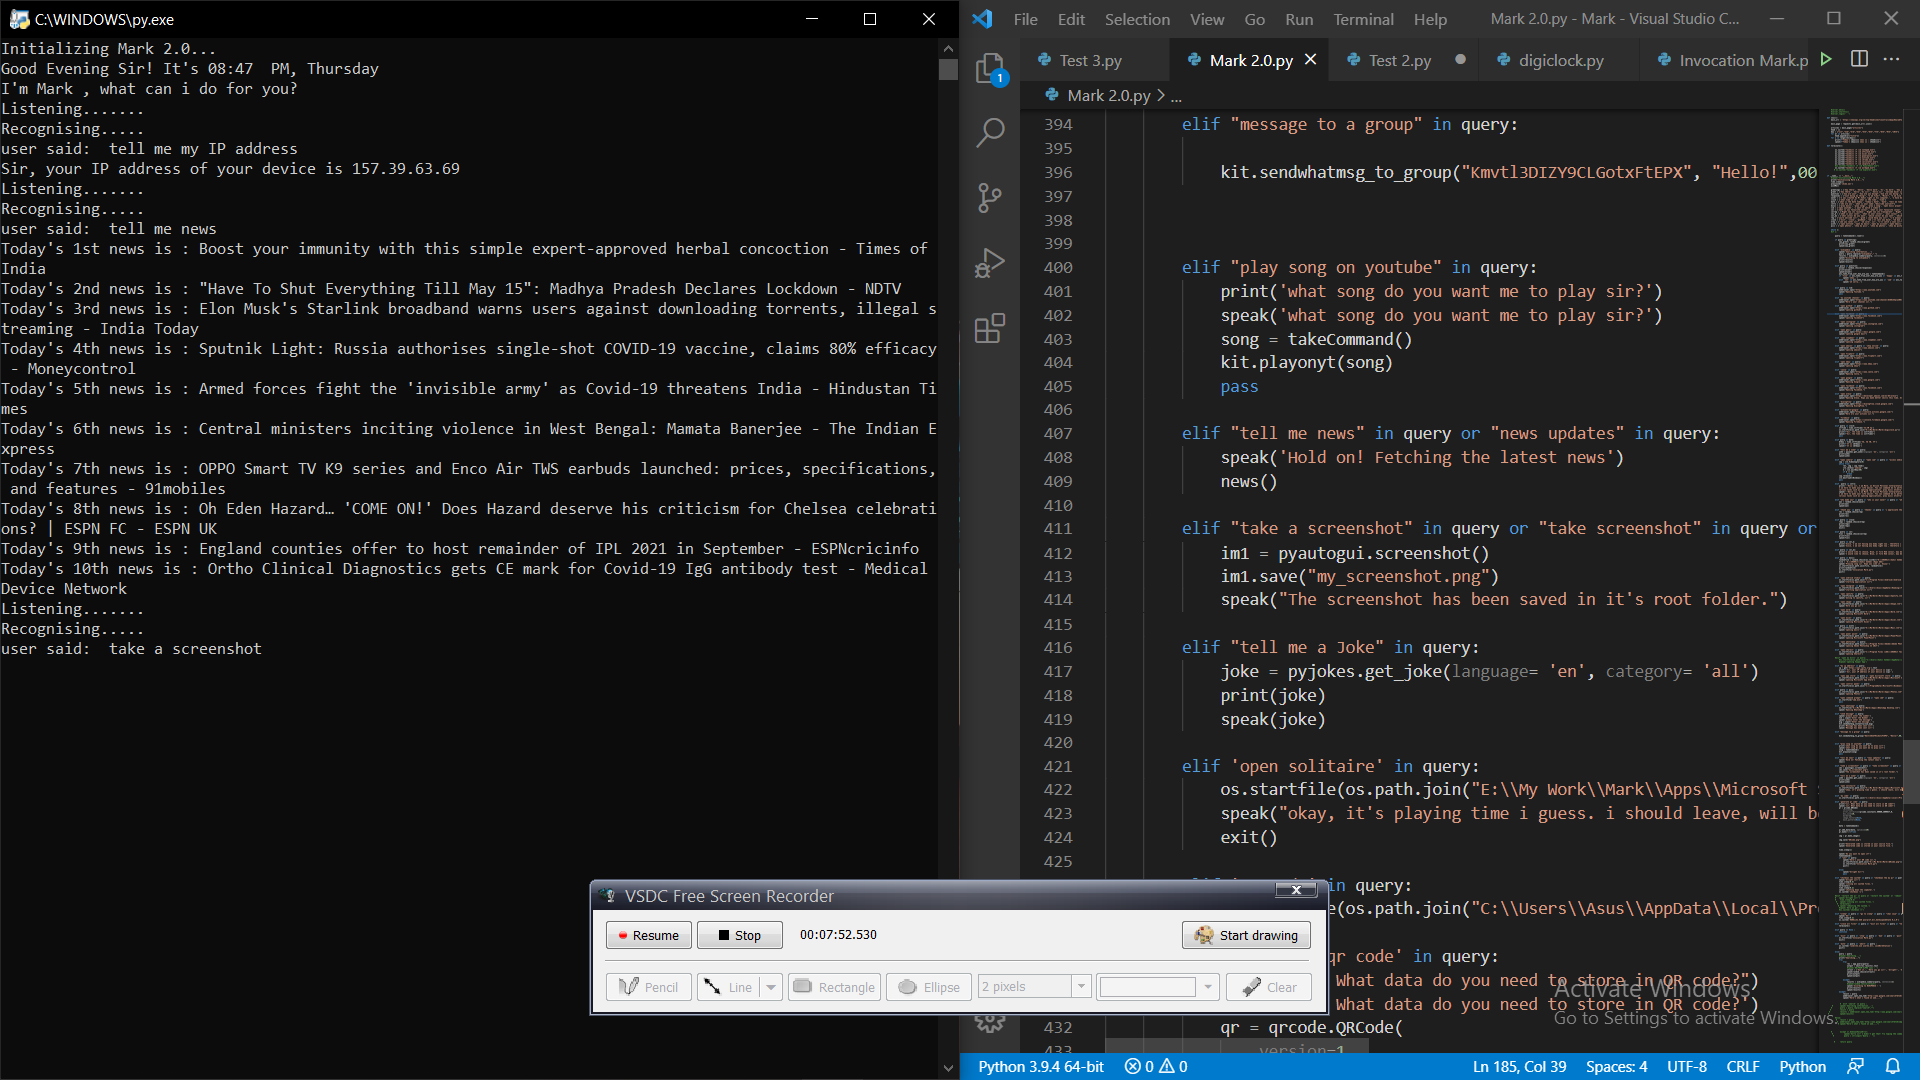 C:\WINDOWS\py.exe
Initializing Mark 2.0...
Good Evening Sir! It's 08:47  PM, Thursday
I'm Mark , what can i do for you?
Listening.......
Recognising.....
user said:  tell me my IP address
Sir, your IP address of your device is 157.39.63.69
Listening.......
Recognising.....
user said:  tell me news
Today's 1st news is : Boost your immunity with this simple expert-approved herbal concoction - Times of
India
Today's 2nd news is : "Have To Shut Everything Till May 15": Madhya Pradesh Declares Lockdown - NDTV
Today's 3rd news is : Elon Musk's Starlink broadband warns users against downloading torrents, illegal s
treaming - India Today
Today's 4th news is : Sputnik Light: Russia authorises single-shot COVID-19 vaccine, claims 80% efficacy
 - Moneycontrol
Today's 5th news is : Armed forces fight the 'invisible army' as Covid-19 threatens India - Hindustan Ti
mes
Today's 6th news is : Central ministers inciting violence in West Bengal: Mamata Banerjee - The Indian E
xpress
Today's 7th news is : OPPO Smart TV K9 series and Enco Air TWS earbuds launched: prices, specifications,
 and features - 91mobiles
Today's 8th news is : Oh Eden Hazard… 'COME ON!' Does Hazard deserve his criticism for Chelsea celebrati
ons? | ESPN FC - ESPN UK
Today's 9th news is : England counties offer to host remainder of IPL 2021 in September - ESPNcricinfo
Today's 10th news is : Ortho Clinical Diagnostics gets CE mark for Covid-19 IgG antibody test - Medical
Device Network
Listening.......
Recognising.....
user said:  take a screenshot
File Edit Selection View Go Run Terminal Help Mark 2.0.py - Mark - Visual Studio C...
Test 3.py Mark 2.0.py Test 2.py digiclock.py Invocation Mark.p
1
Mark 2.0.py > ...
394 elif "message to a group" in query:
395
396 kit.sendwhatmsg_to_group("Kmvtl3DIZY9CLGotxFtEPX", "Hello!",00
397
398
399
400 elif "play song on youtube" in query:
401 print('what song do you want me to play sir?')
402 speak('what song do you want me to play sir?')
403 song = takeCommand()
404 kit.playonyt(song)
405 pass
406
407 elif "tell me news" in query or "news updates" in query:
408 speak('Hold on! Fetching the latest news')
409 news()
410
411 elif "take a screenshot" in query or "take screenshot" in query or
412 im1 = pyautogui.screenshot()
413 im1.save("my_screenshot.png")
414 speak("The screenshot has been saved in it's root folder.")
415
416 elif "tell me a Joke" in query:
417 joke = pyjokes.get_joke(language= 'en', category= 'all')
418 print(joke)
419 speak(joke)
420
421 elif 'open solitaire' in query:
422 os.startfile(os.path.join("E:\\My Work\\Mark\\Apps\\Microsoft
423 speak("okay, it's playing time i guess. i should leave, will b
424 exit()
425
in query:
(os.path.join("C:\\Users\\Asus\\AppData\\Local\\Pr
qr code' in query:
What data do you need to store in QR code?")
What data do you need to store in QR code?')
432 qr = qrcode.QRCode(
433 version=1
VSDC Free Screen Recorder
Resume Stop 00:07:52.530 Start drawing
Pencil Line Rectangle Ellipse 2 pixels Clear
Activate Windows
Go to Settings to activate Windows.
Python 3.9.4 64-bit 0 0 Ln 185, Col 39 Spaces: 4 UTF-8 CRLF Python